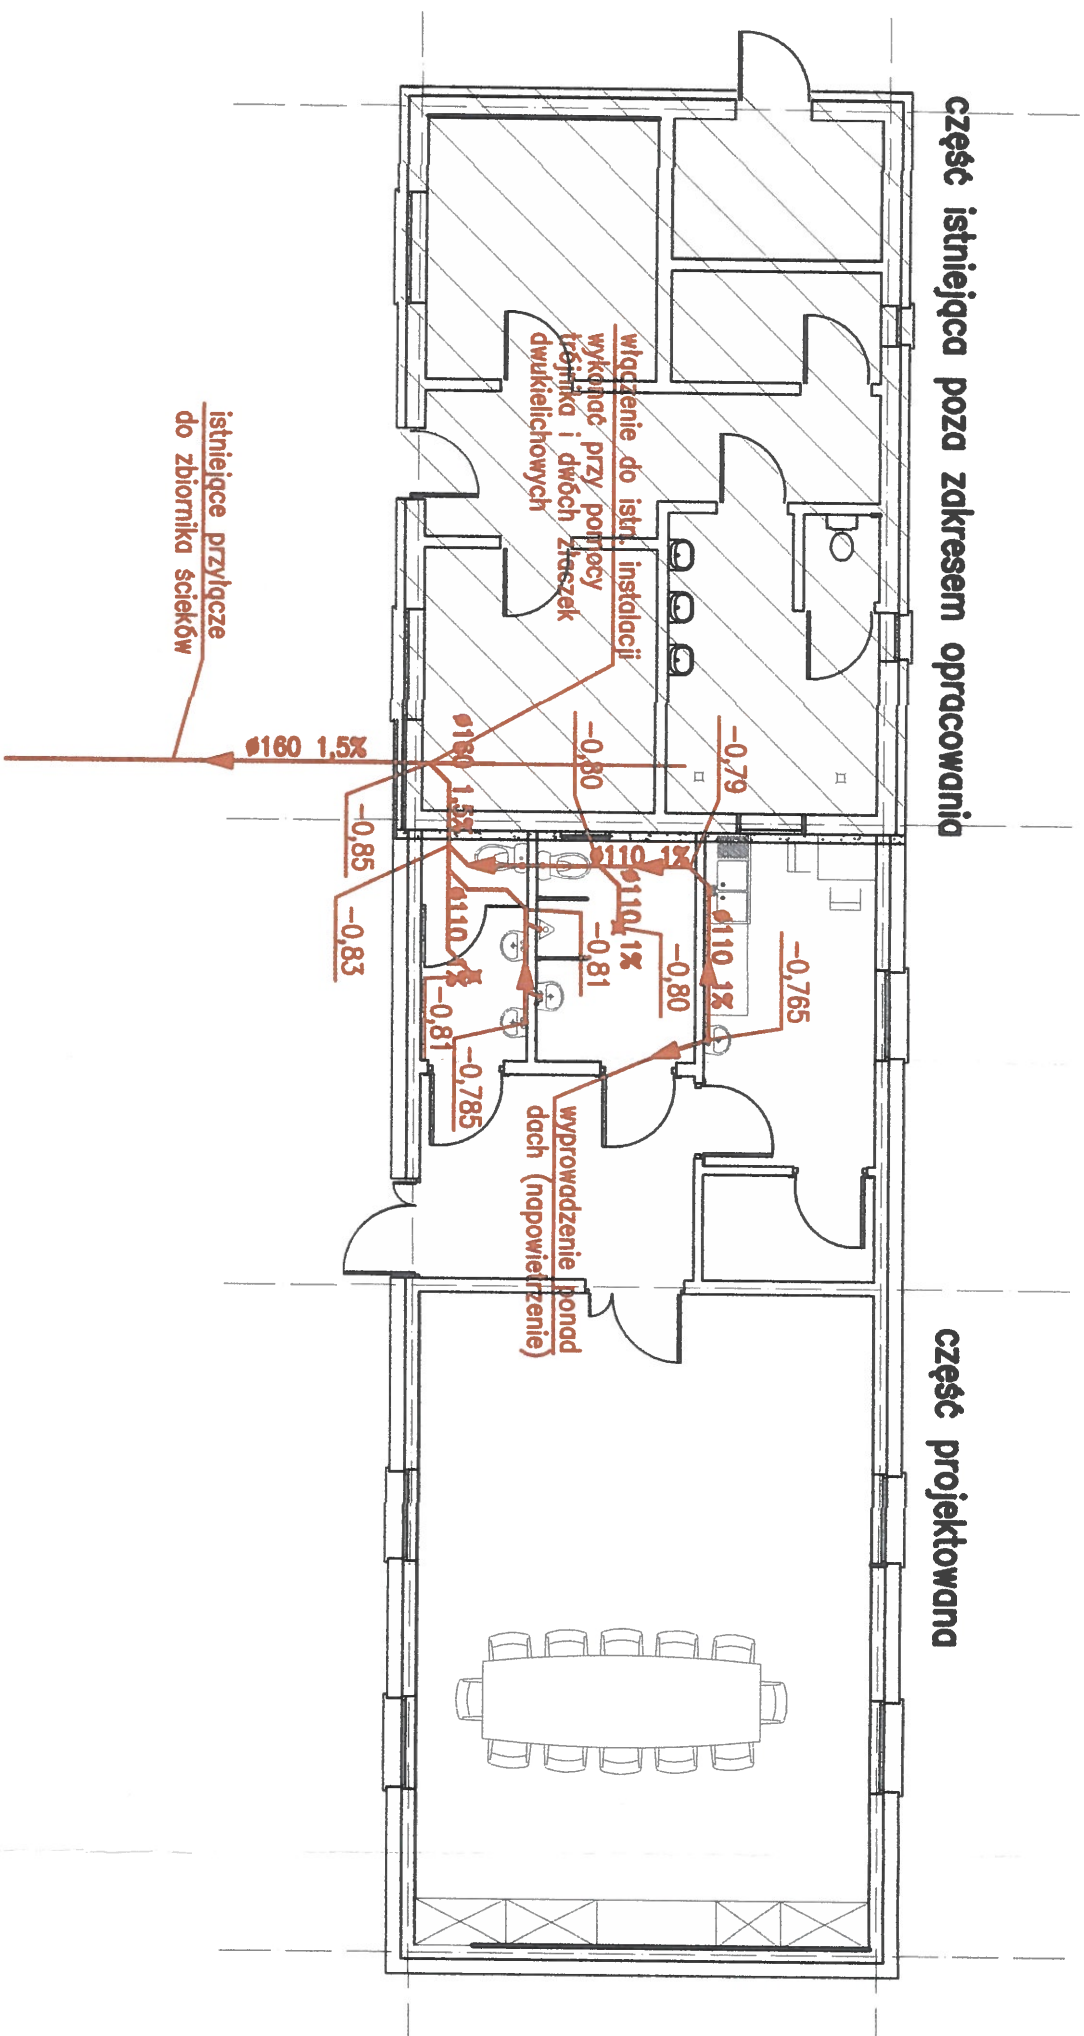 część istniejąca poza zakresem opracowania
część projektowana
włączenie do istn. instalacji
wykonać przy pomocy
trójnika i dwóch złączek
dwukielichowych
istniejące przyłącze
do zbiornika ścieków
ø160 1,5%
ø160 1,5%
-0,80
-0,79
-0,85
-0,83
ø110 1%
ø110 1%
ø110 1%
ø110 1%
-0,81
-0,80
-0,765
-0,81
-0,785
wyprowadzenie ponad
dach (napowietrzenie)